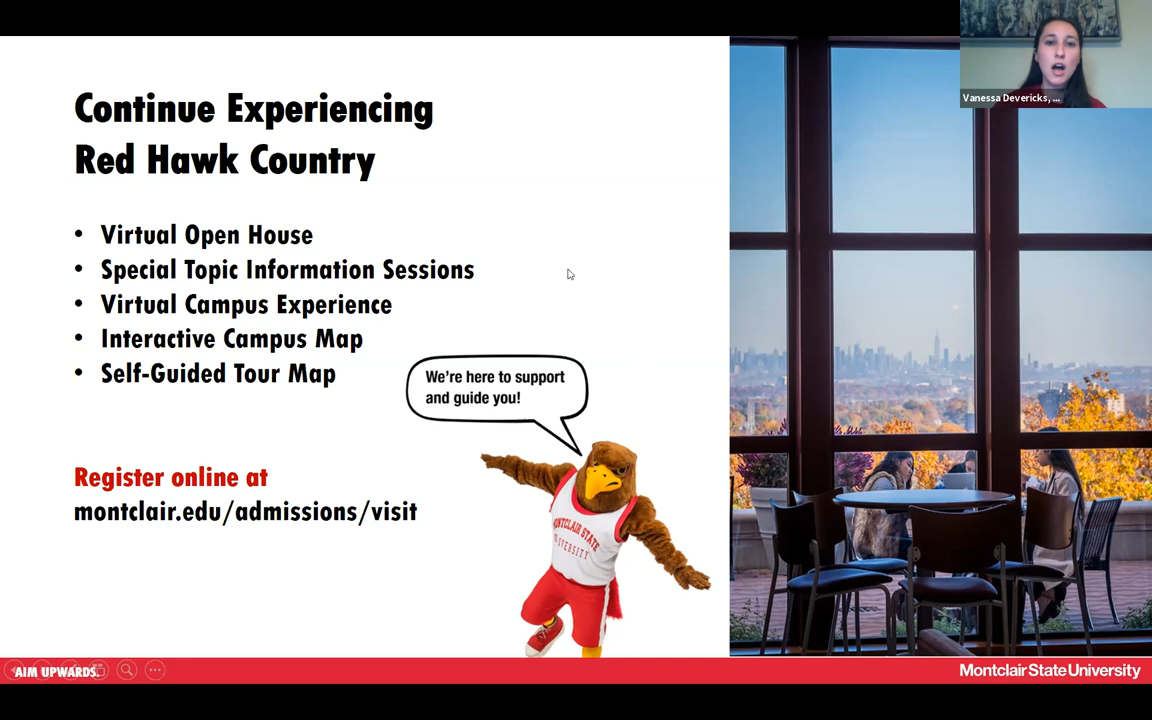 Continue Experiencing
Red Hawk Country
• Virtual Open House
• Special Topic Information Sessions
• Virtual Campus Experience
• Interactive Campus Map
• Self-Guided Tour Map
We're here to support
and guide you!
Register online at
montclair.edu/admissions/visit
MONTCLAIR STATE
UNIVERSITY
Vanessa Devericks, ...
AIM UPWARDS.
Montclair State University